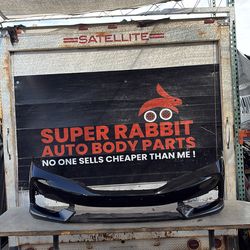 SATELLITE
SUPER RABBIT
AUTO BODY PARTS
NO ONE SELLS CHEAPER THAN ME !